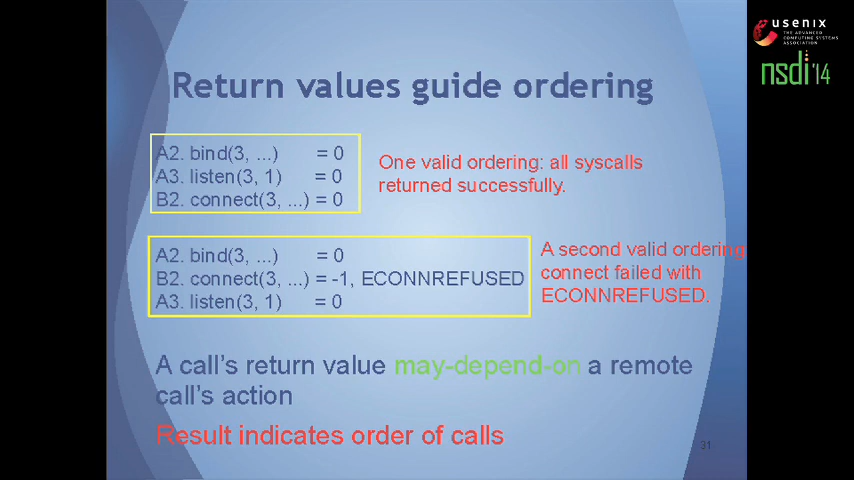 usenix
THE ADVANCED
COMPUTING SYSTEMS
ASSOCIATION
nsdi '14
Return values guide ordering
A2. bind(3, ...) = 0
A3. listen(3, 1) = 0
B2. connect(3, ...) = 0
One valid ordering: all syscalls
returned successfully.
A2. bind(3, ...) = 0
B2. connect(3, ...) = -1, ECONNREFUSED
A3. listen(3, 1) = 0
A second valid ordering
connect failed with
ECONNREFUSED.
A call's return value may-depend-on a remote
call's action
Result indicates order of calls
31